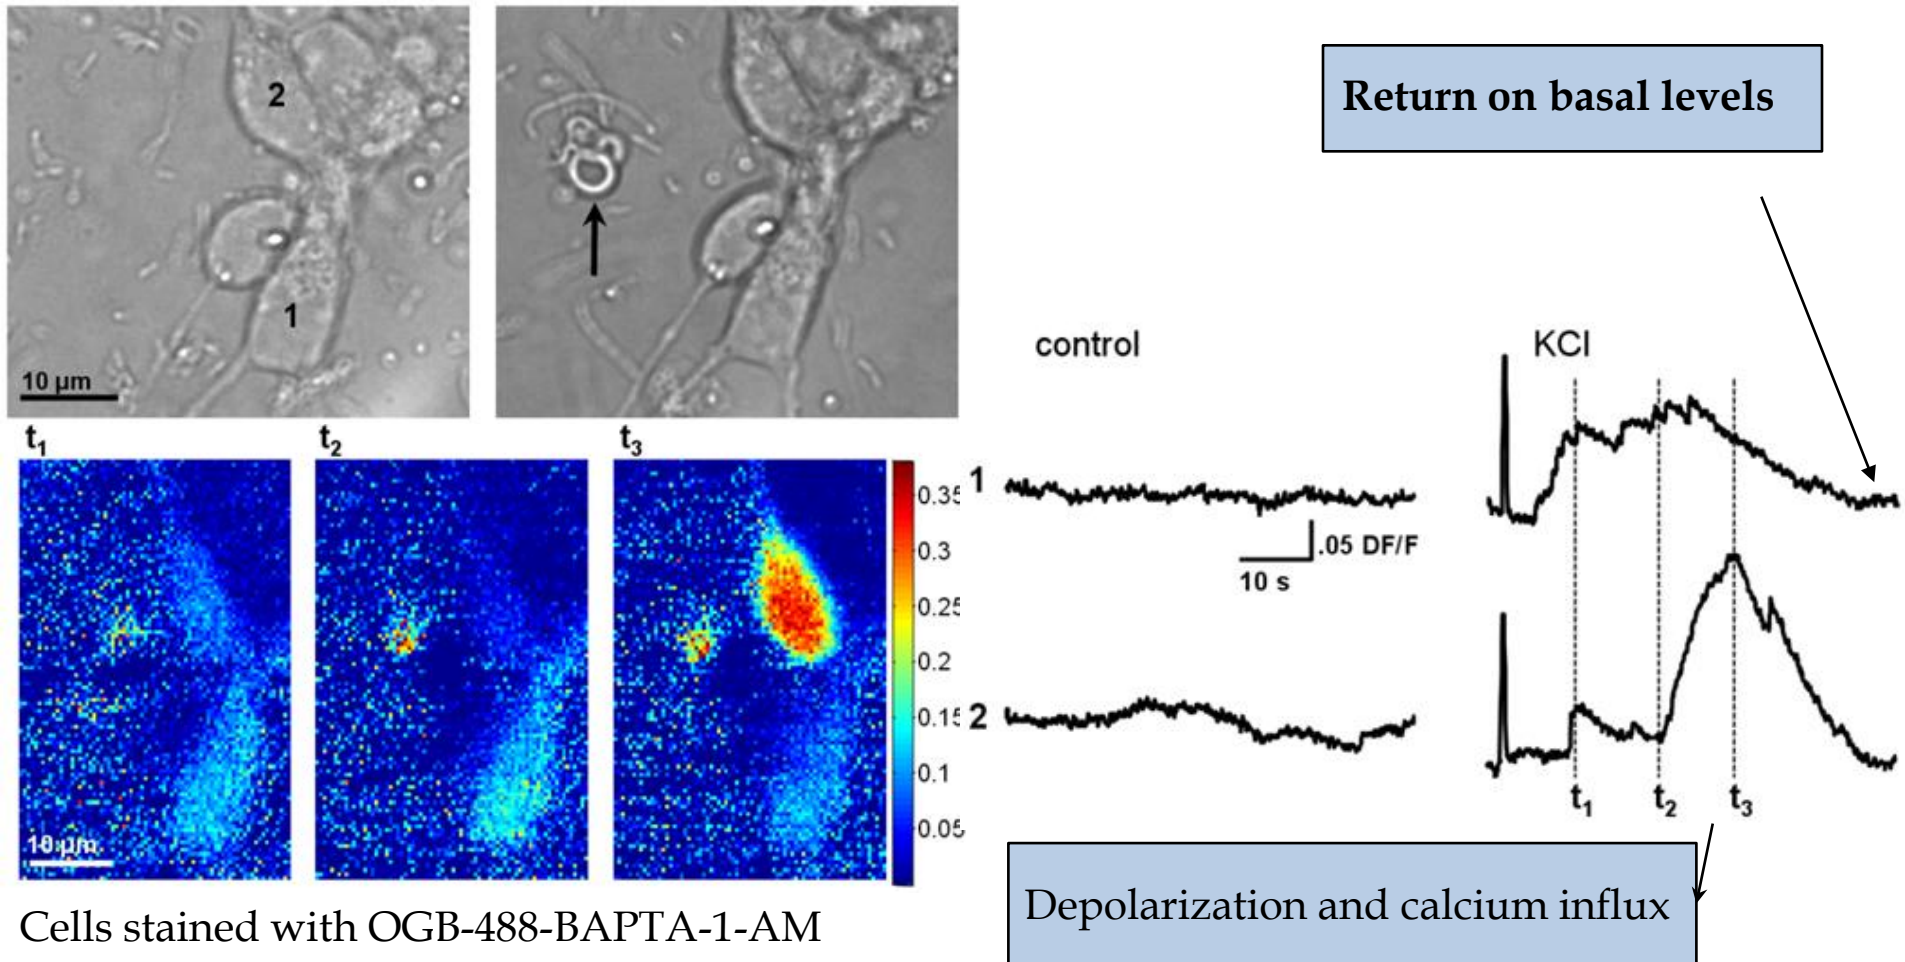 2
1
10 µm
Return on basal levels
t1
t2
t3
10 µm
0.35
0.3
0.25
0.2
0.15
0.1
0.05
control
KCl
1
.05 DF/F
10 s
2
t1
t2
t3
Cells stained with OGB-488-BAPTA-1-AM
Depolarization and calcium influx